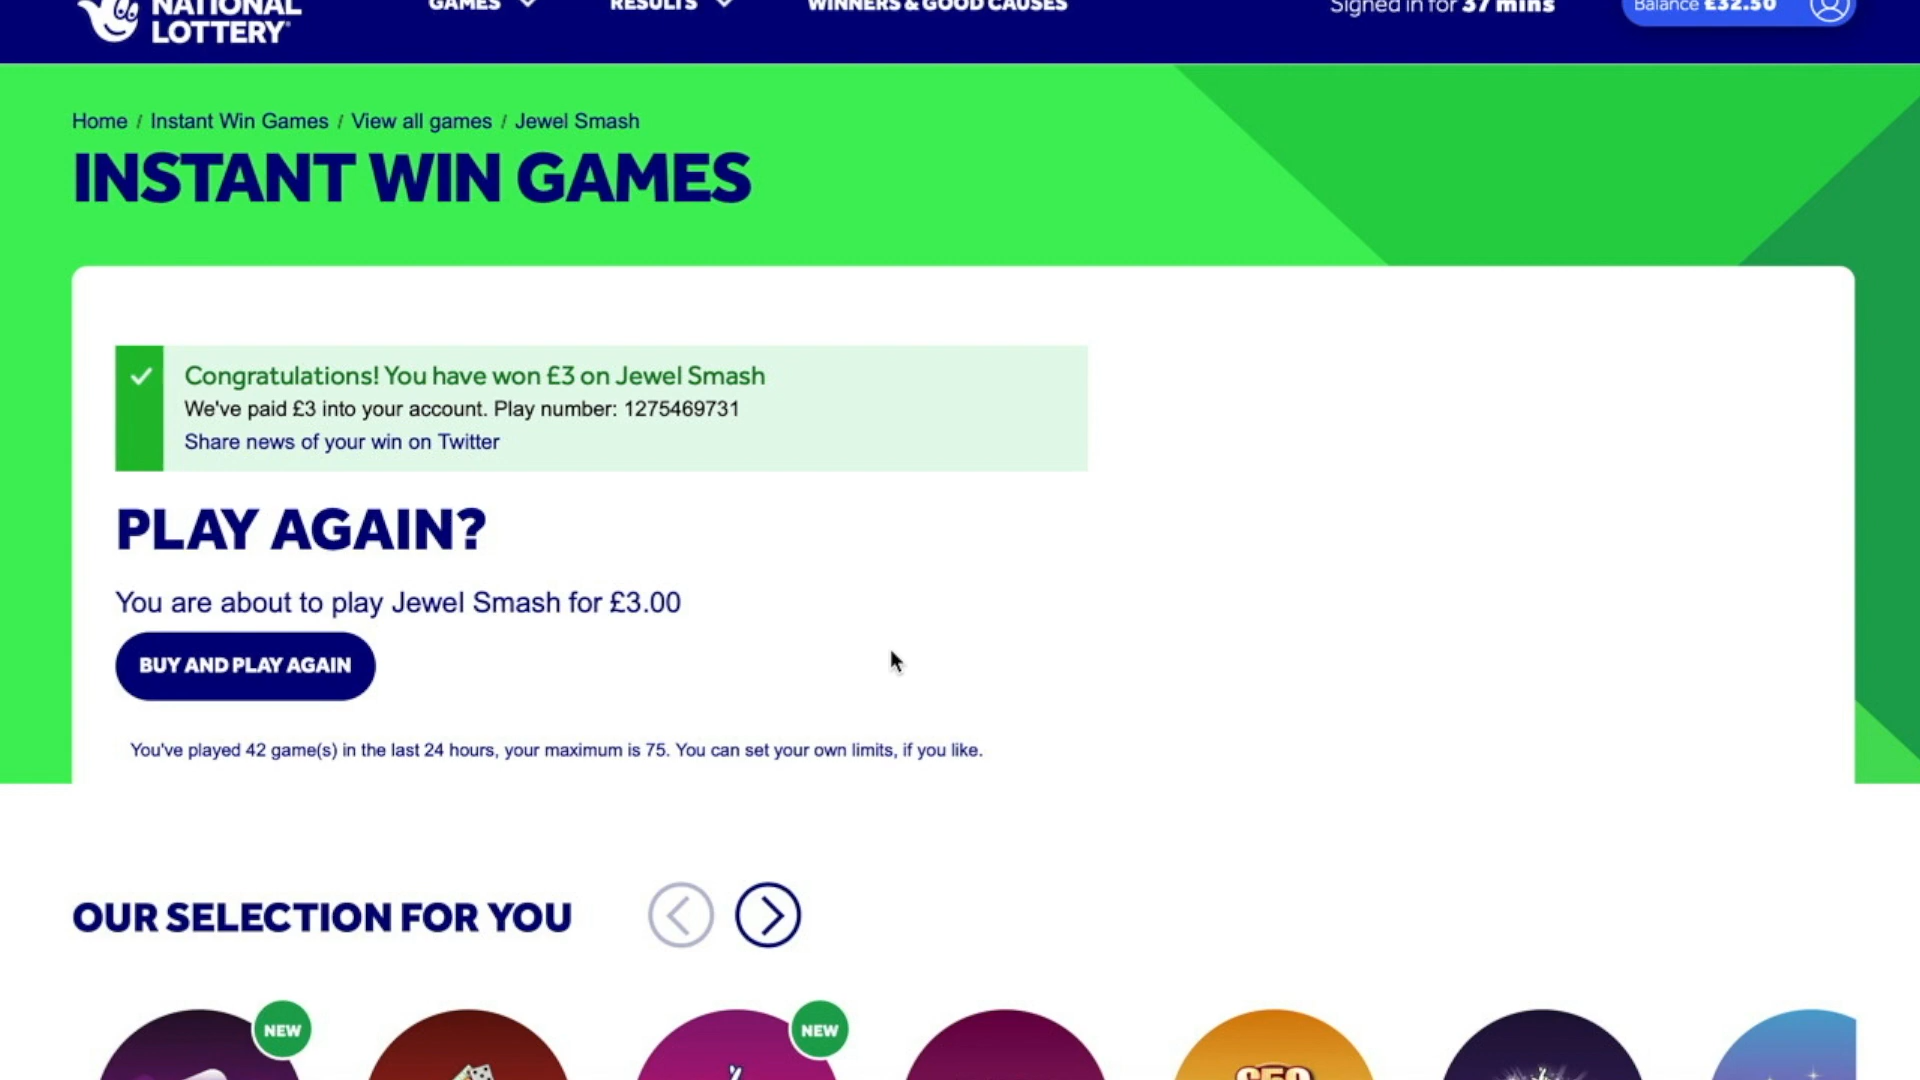 NATIONAL
LOTTERY
GAMES
RESULTS
WINNERS & GOOD CAUSES
Signed in for 37 mins
Balance £32.50
Home / Instant Win Games / View all games / Jewel Smash
INSTANT WIN GAMES
Congratulations! You have won £3 on Jewel Smash
We've paid £3 into your account. Play number: 1275469731
Share news of your win on Twitter
PLAY AGAIN?
You are about to play Jewel Smash for £3.00
BUY AND PLAY AGAIN
You've played 42 game(s) in the last 24 hours, your maximum is 75. You can set your own limits, if you like.
OUR SELECTION FOR YOU
NEW
NEW
£50